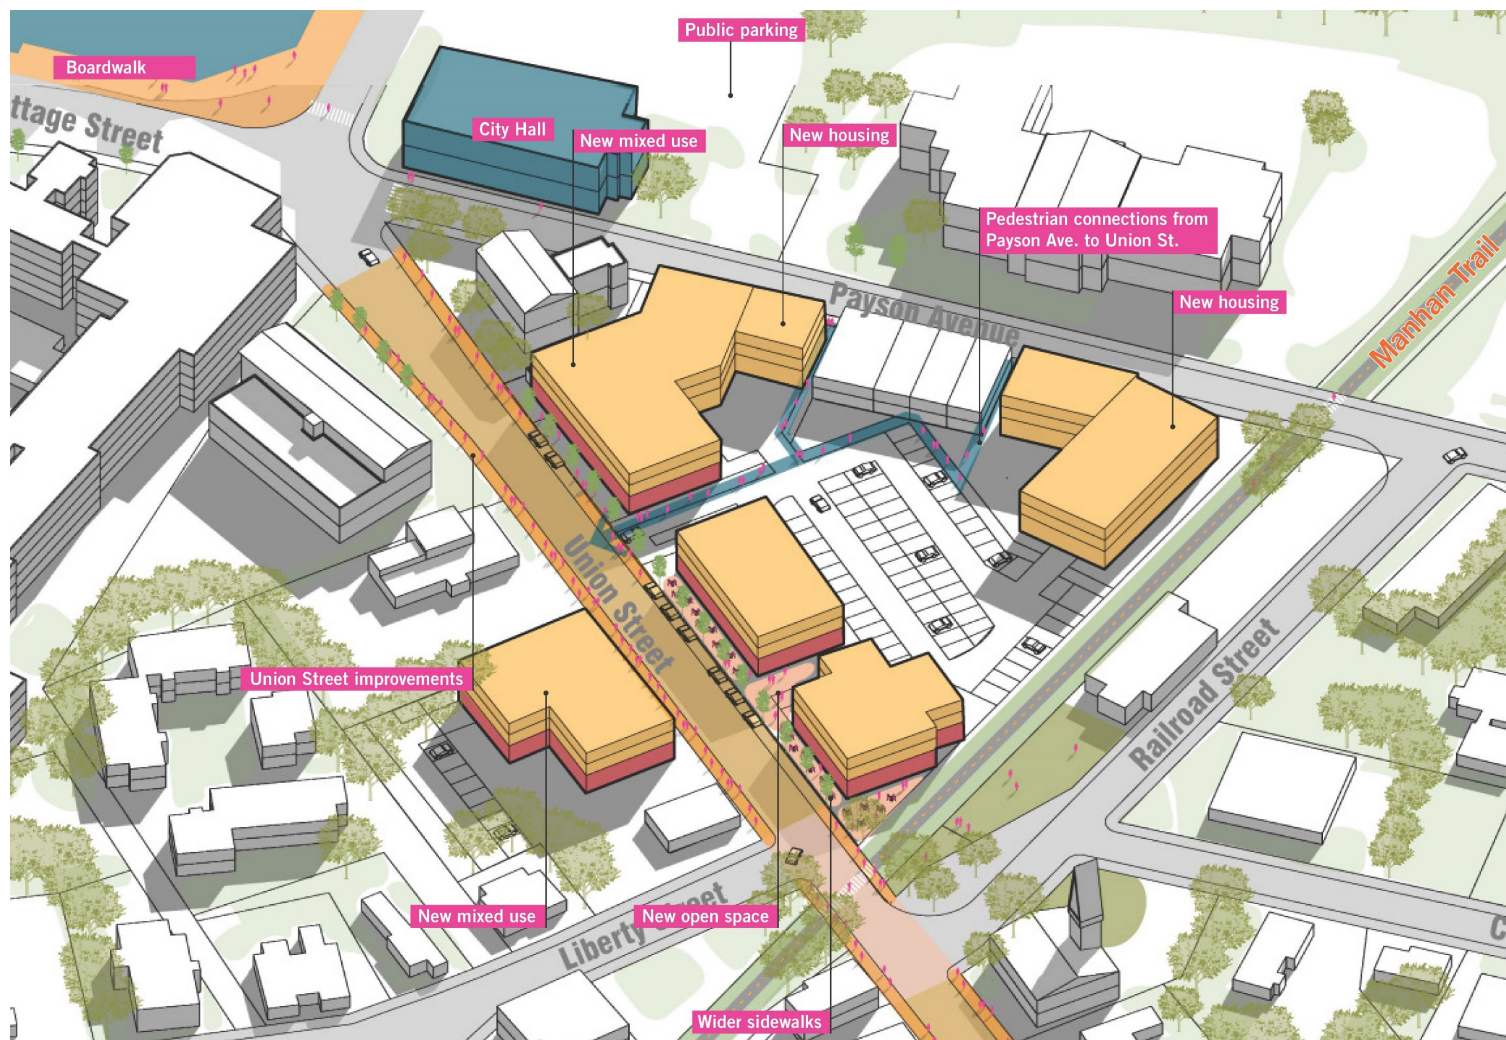 Public parking
Boardwalk
ttage Street
City Hall
New mixed use
New housing
Pedestrian connections from
Payson Ave. to Union St.
Manhan Trail
Payson Avenue
New housing
Union Street
Union Street improvements
Railroad Street
New mixed use
New open space
Liberty Street
C
Wider sidewalks